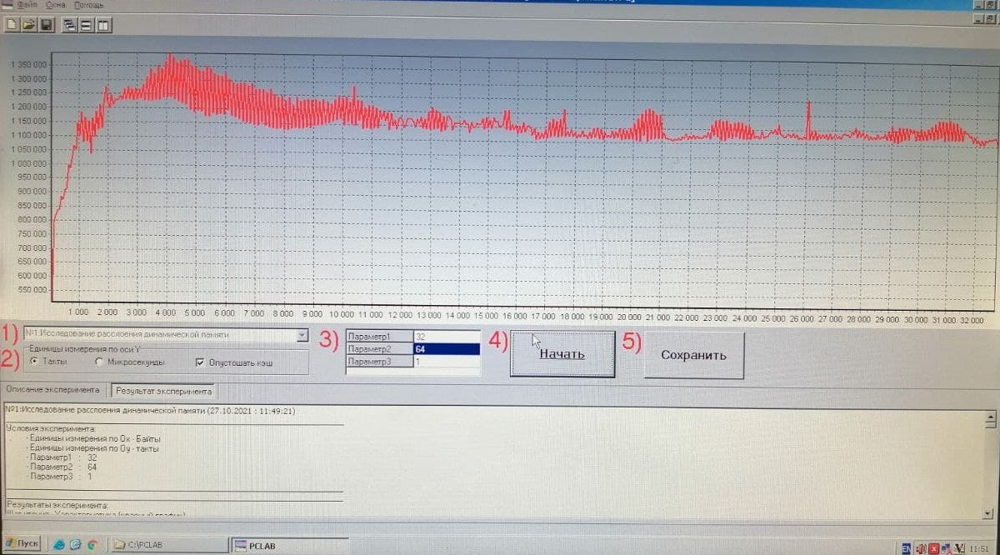 Файл Окна Помощь
1 350 000
1 300 000
1 250 000
1 200 000
1 150 000
1 100 000
1 050 000
1 000 000
950 000
900 000
850 000
800 000
750 000
700 000
650 000
600 000
550 000
1 000 2 000 3 000 4 000 5 000 6 000 7 000 8 000 9 000 10 000 11 000 12 000 13 000 14 000 15 000 16 000 17 000 18 000 19 000 20 000 21 000 22 000 23 000 24 000 25 000 26 000 27 000 28 000 29 000 30 000 31 000 32 000
1) №1:Исследование расслоения динамической памяти
2) Единицы измерения по оси Y
Такты Микросекунды Опустошать кэш
3) Параметр1 32
Параметр2 64
Параметр3 1
4) Начать
5) Сохранить
Описание эксперимента Результат эксперимента
№1:Исследование расслоения динамической памяти (27.10.2021 : 11:49:21)
Условия эксперимента:
- Единицы измерения по Ox - Байты
- Единицы измерения по Oy - такты
- Параметр1 : 32
- Параметр2 : 64
- Параметр3 : 1
Результаты эксперимента:
Пуск C:\PCLAB PCLAB EN 11:51